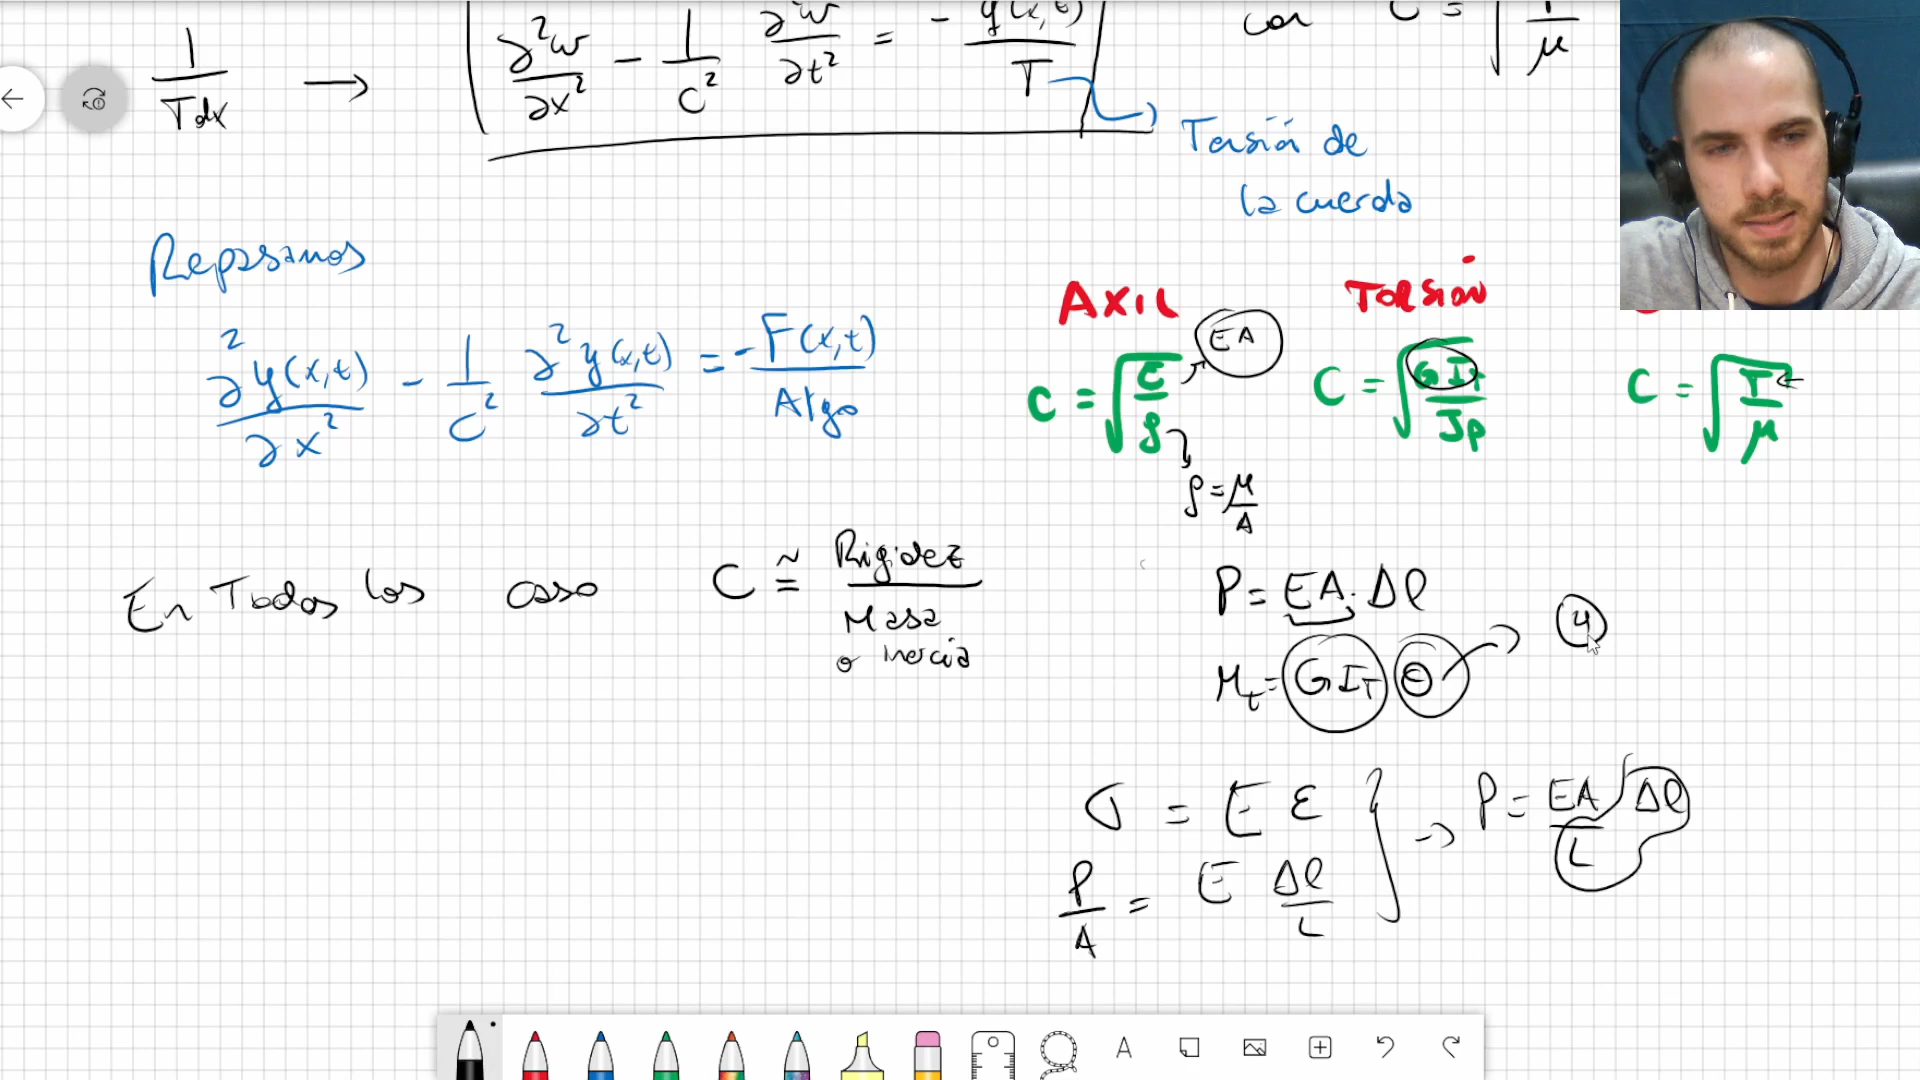 1/Tdx → ∂²w/∂x² - 1/c² ∂²w/∂t² = - q(x,t)/T con C = √T/μ
Tensión de
la cuerda
Repasamos
AXIL TORSIÓN
∂²y(x,t)/∂x² - 1/c² ∂²y(x,t)/∂t² = - F(x,t)/Algo
C = √E/ρ → EA C = √GI_T/J_P C = √T/μ ←
ρ = μ/A
En Todos los caso C ≅ Rigidez/Masa o inercia
P = EA · Δl
M_t = GI_T θ → φ
σ = E ε
P/A = E Δl/L
→ P = EA/L Δl
A